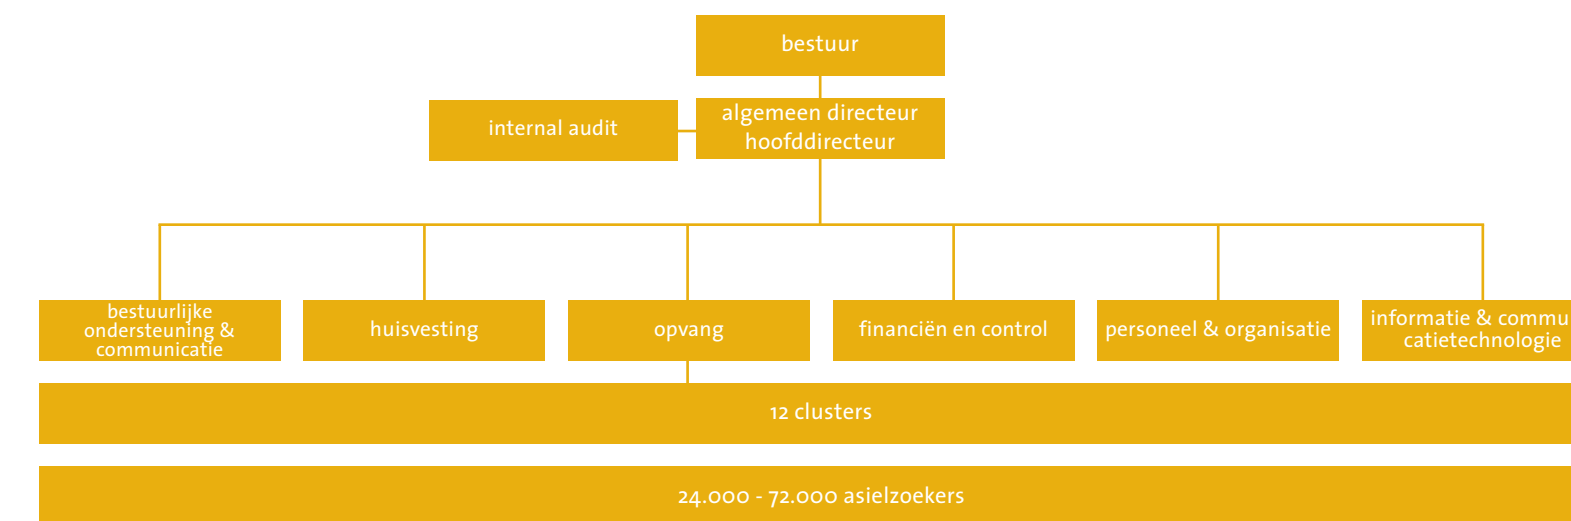 bestuur
algemeen directeur
hoofddirecteur
internal audit
bestuurlijke
ondersteuning &
communicatie
huisvesting
opvang
financiën en control
personeel & organisatie
informatie & commu
catietechnologie
12 clusters
24.000 - 72.000 asielzoekers